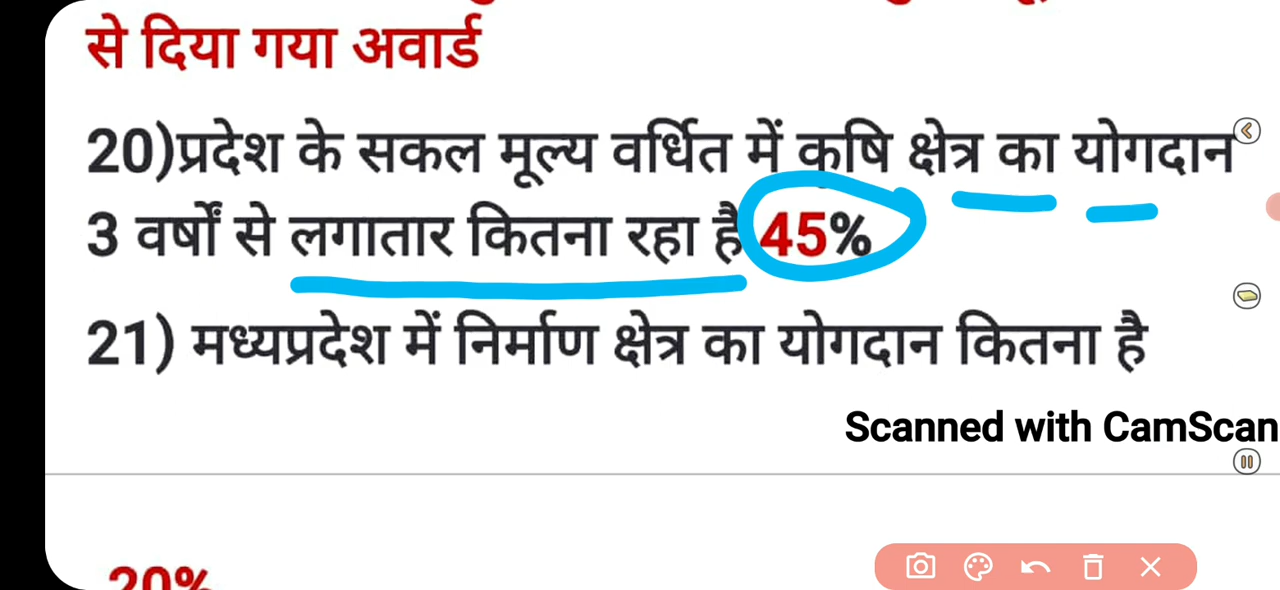 से दिया गया अवार्ड
20)प्रदेश के सकल मूल्य वर्धित में कृषि क्षेत्र का योगदान
3 वर्षों से लगातार कितना रहा है 45%
21) मध्यप्रदेश में निर्माण क्षेत्र का योगदान कितना है
Scanned with CamScan
20%